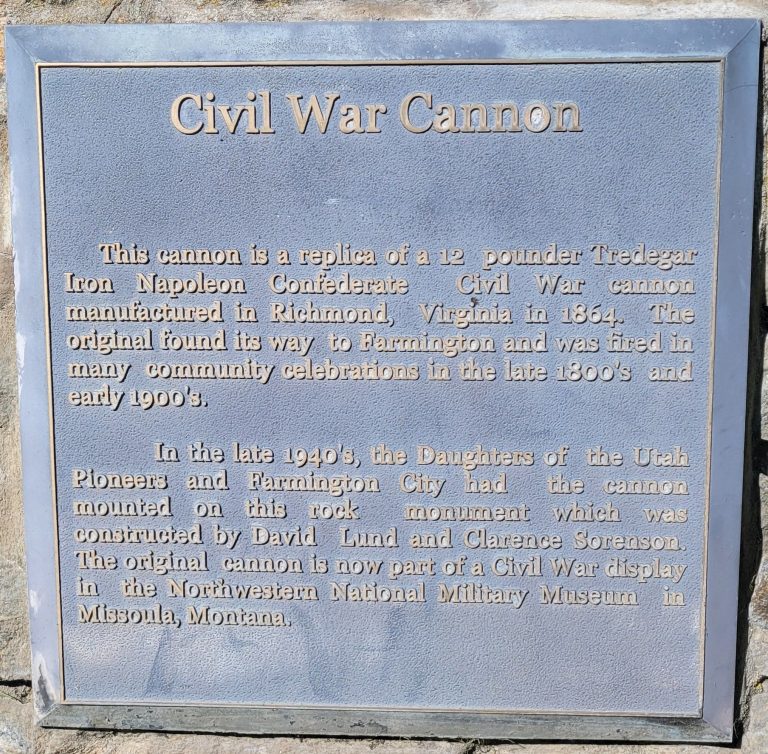 Civil War Cannon
This cannon is a replica of a 12 pounder Tredegar
Iron Napoleon Confederate Civil War cannon
manufactured in Richmond, Virginia in 1864. The
original found its way to Farmington and was fired in
many community celebrations in the late 1800's and
early 1900's.
In the late 1940's, the Daughters of the Utah
Pioneers and Farmington City had the cannon
mounted on this rock monument which was
constructed by David Lund and Clarence Sorenson.
The original cannon is now part of a Civil War display
in the Northwestern National Military Museum in
Missoula, Montana.